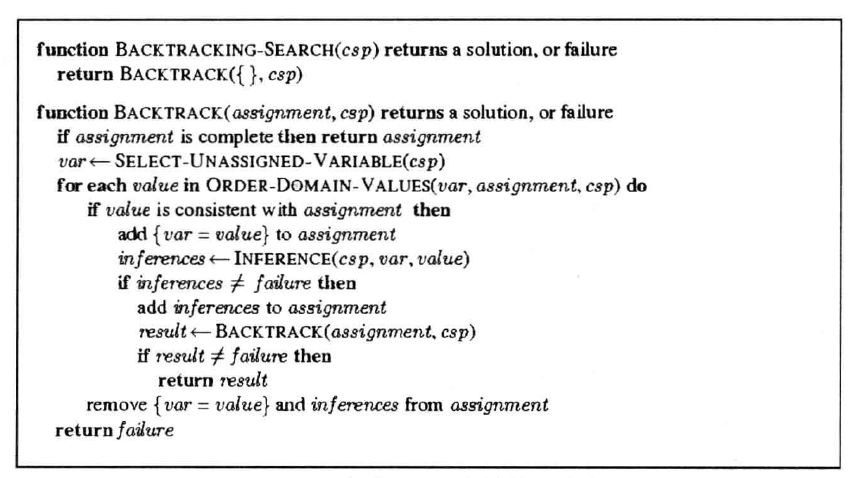 function BACKTRACKING-SEARCH(csp) returns a solution, or failure
return BACKTRACK({ }, csp)
function BACKTRACK(assignment, csp) returns a solution, or failure
if assignment is complete then return assignment
var ← SELECT-UNASSIGNED-VARIABLE(csp)
for each value in ORDER-DOMAIN-VALUES(var, assignment, csp) do
if value is consistent with assignment then
add {var = value} to assignment
inferences ← INFERENCE(csp, var, value)
if inferences ≠ failure then
add inferences to assignment
result ← BACKTRACK(assignment, csp)
if result ≠ failure then
return result
remove {var = value} and inferences from assignment
return failure